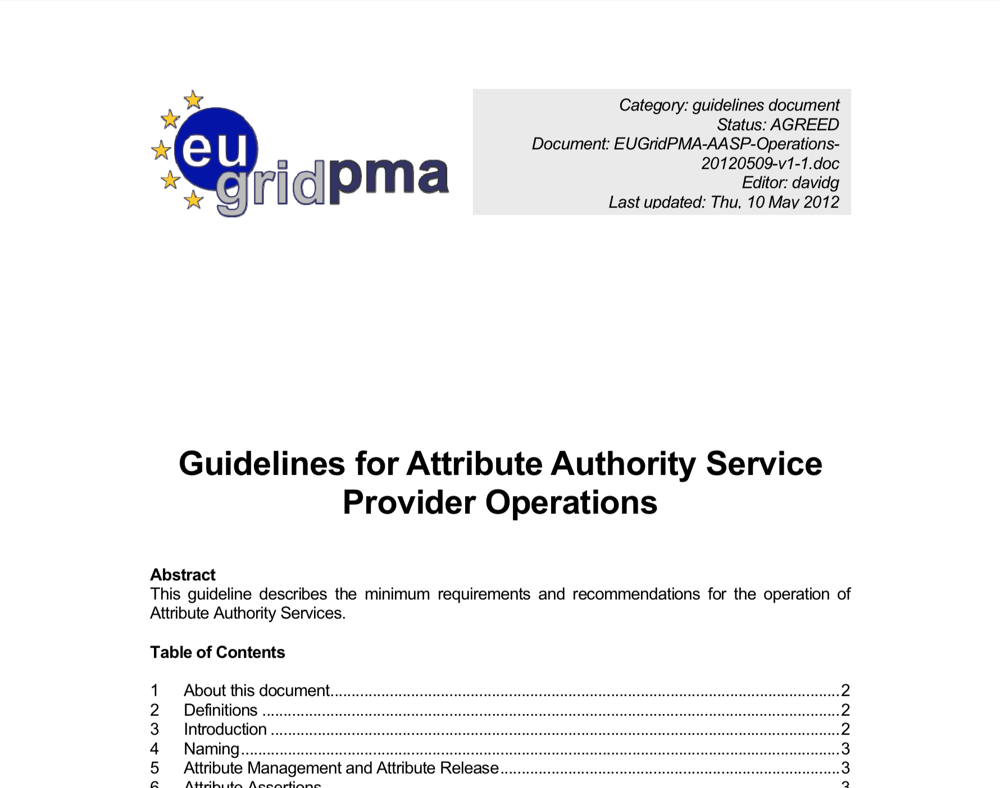 eu
gridpma
Category: guidelines document
Status: AGREED
Document: EUGridPMA-AASP-Operations-
20120509-v1-1.doc
Editor: davidg
Last updated: Thu, 10 May 2012
Guidelines for Attribute Authority Service
Provider Operations
Abstract
This guideline describes the minimum requirements and recommendations for the operation of
Attribute Authority Services.
Table of Contents
1 About this document.......................................................................................................................2
2 Definitions .......................................................................................................................................2
3 Introduction .....................................................................................................................................2
4 Naming............................................................................................................................................3
5 Attribute Management and Attribute Release................................................................................3
6 Attribute Assertions 3